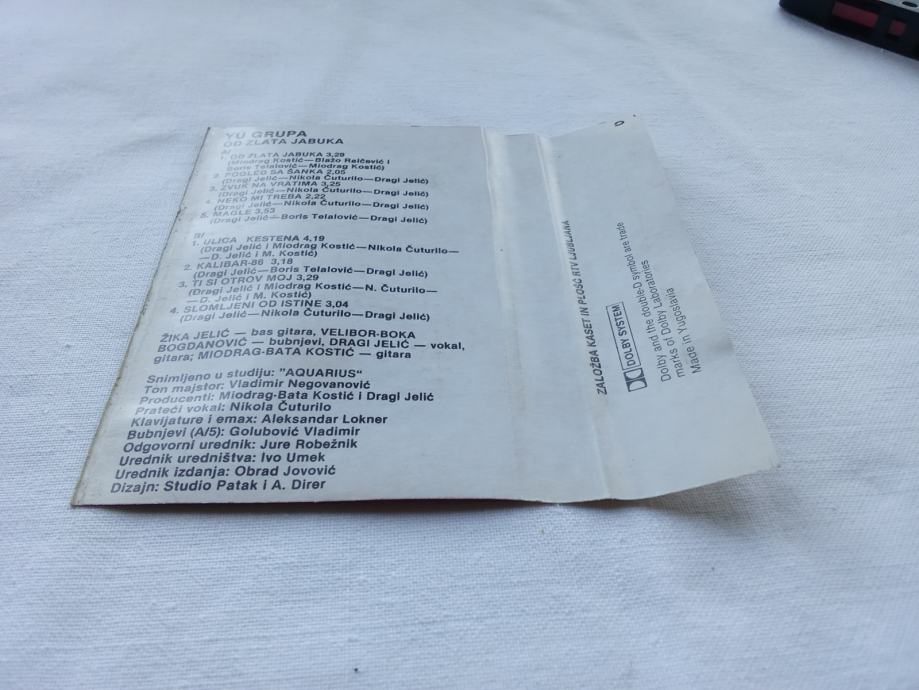 YU GRUPA
OD ZLATA JABUKA
A/
1. OD ZLATA JABUKA 3,29
(Miodrag Kostić—Blažo Raičević i
Boris Telalović—Miodrag Kostić)
2. POGLED SA ŠANKA 2,05
(Dragi Jelić—Nikola Čuturilo—Dragi Jelić)
3. ZVUK NA VRATIMA 3,25
(Dragi Jelić—Nikola Čuturilo—Dragi Jelić)
4. NEKO MI TREBA 2,22
(Dragi Jelić—Nikola Čuturilo—Dragi Jelić)
5. MAGLE 3,53
(Dragi Jelić—Boris Telalović—Dragi Jelić)
B/
1. ULICA KESTENA 4,19
(Dragi Jelić i Miodrag Kostić—Nikola Čuturilo—
—D. Jelić i M. Kostić)
2. KALIBAR-86 3,18
(Dragi Jelić—Boris Telalović—Dragi Jelić)
3. TI SI OTROV MOJ 3,29
(Dragi Jelić i Miodrag Kostić—N. Čuturilo—
—D. Jelić i M. Kostić)
4. SLOMLJENI OD ISTINE 3,04
(Dragi Jelić—Nikola Čuturilo—Dragi Jelić)
ŽIKA JELIĆ — bas gitara, VELIBOR-BOKA
BOGDANOVIĆ — bubnjevi, DRAGI JELIĆ — vokal,
gitara; MIODRAG-BATA KOSTIĆ — gitara
Snimljeno u studiju: "AQUARIUS"
Ton majstor: Vladimir Negovanović
Producenti: Miodrag-Bata Kostić i Dragi Jelić
Prateći vokal: Nikola Čuturilo
Klavijature i emax: Aleksandar Lokner
Bubnjevi (A/5): Golubović Vladimir
Odgovorni urednik: Jure Robežnik
Urednik uredništva: Ivo Umek
Urednik izdanja: Obrad Jovović
Dizajn: Studio Patak i A. Direr
ZALOŽBA KASET IN PLOŠČ RTV LJUBLJANA
DOLBY SYSTEM
Dolby and the double-D symbol are trade
marks of Dolby Laboratories
Made in Yugoslavia